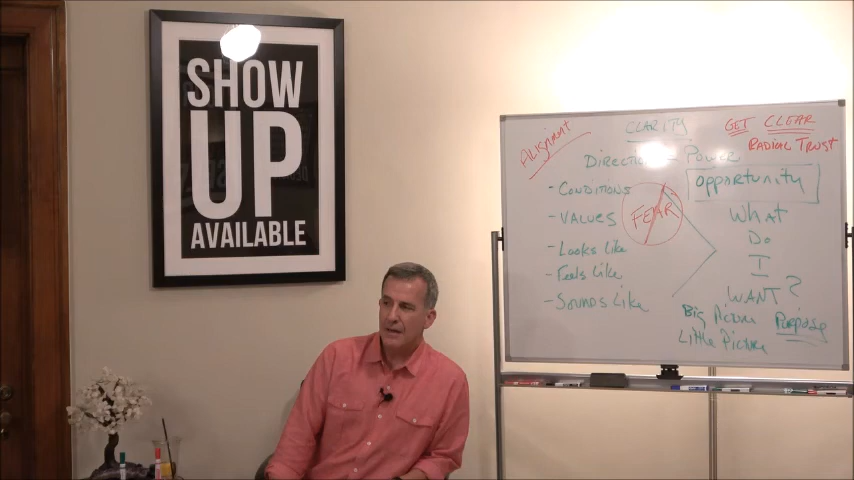 SHOW
UP
AVAILABLE
Alignment
CLARITY
GET CLEAR
RADICAL TRUST
DIRECTION - POWER
opportunity
- CONDITIONS
- VALUES
- Looks Like
- Feels Like
- Sounds Like
FEAR
What
Do
I
WANT?
Big Picture Purpose
Little Picture